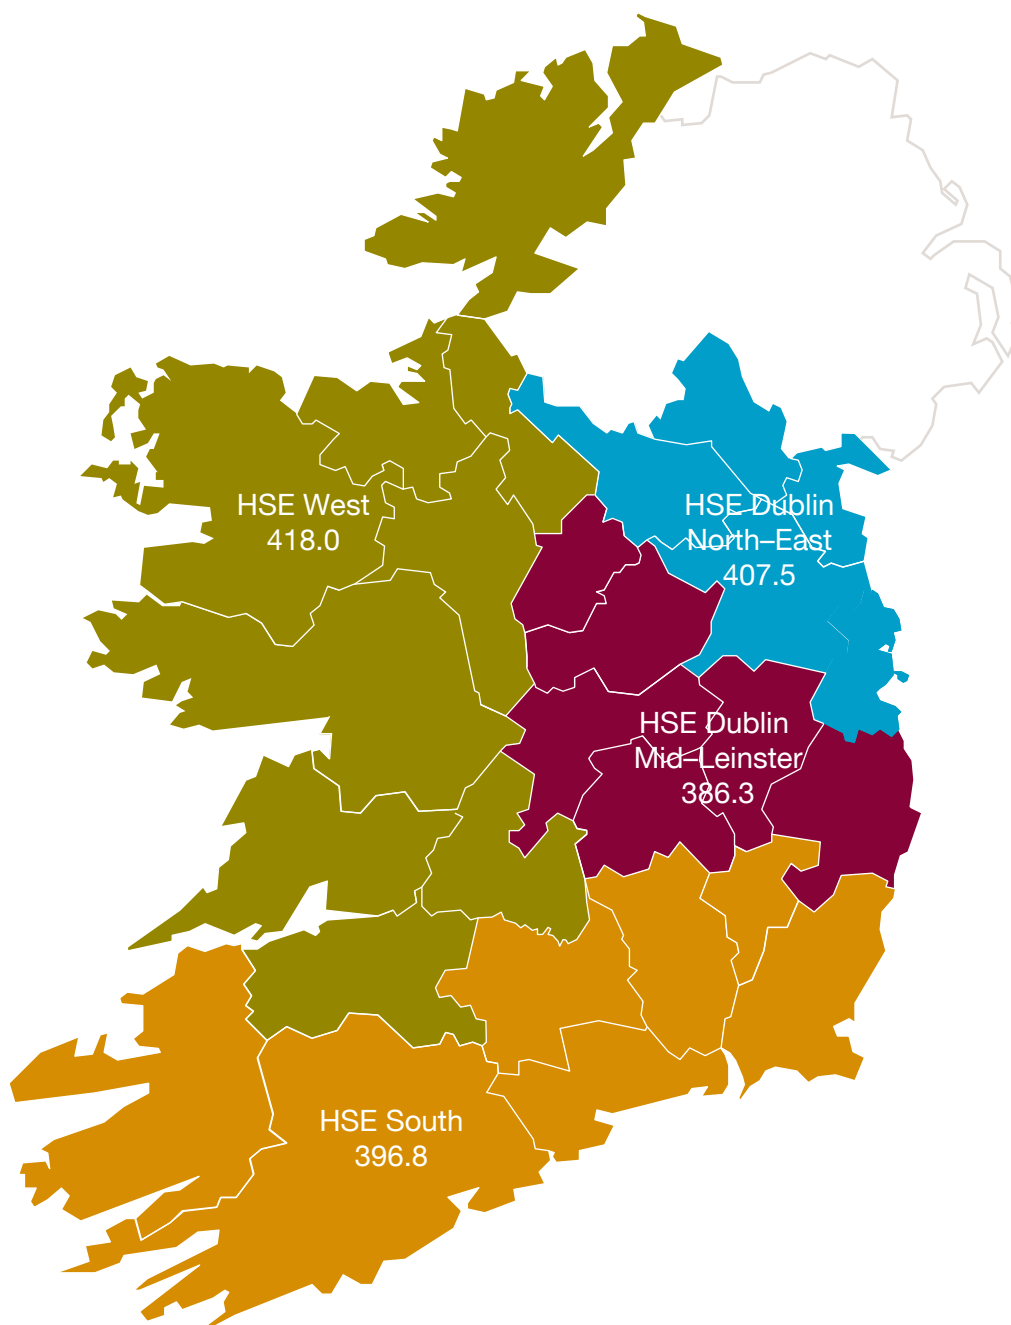 HSE West
418.0
HSE Dublin
North–East
407.5
HSE Dublin
Mid–Leinster
386.3
HSE South
396.8